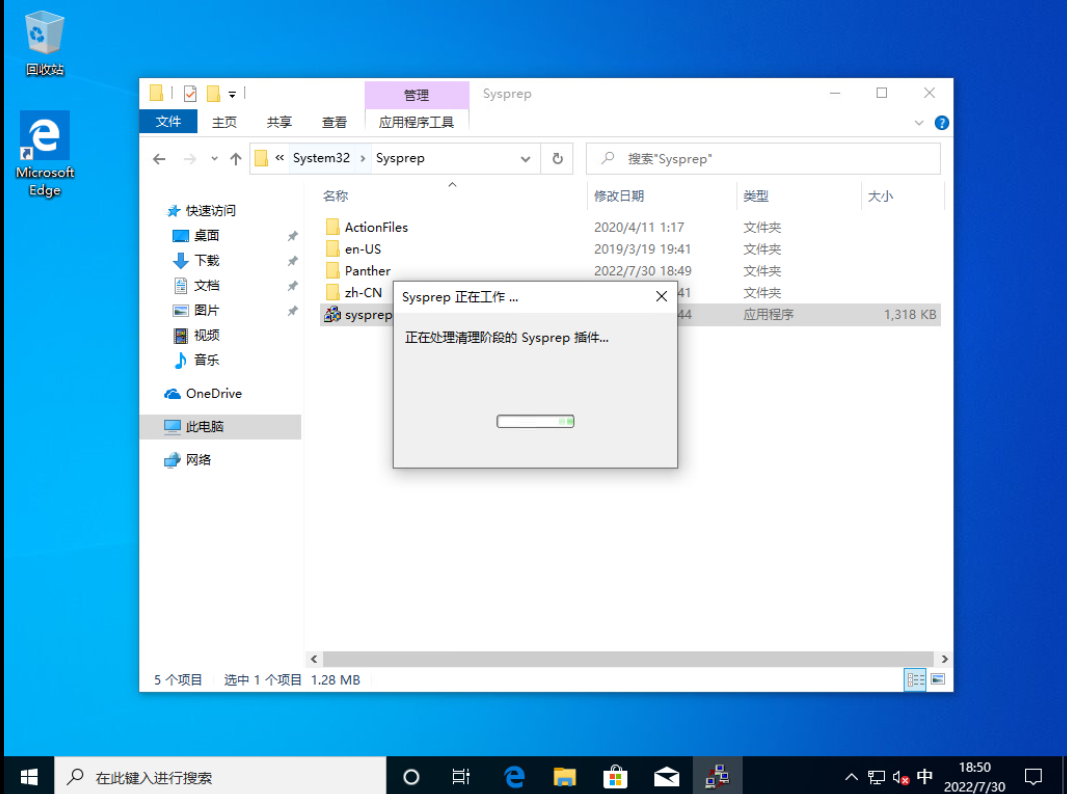 回收站
Microsoft
Edge
管理
Sysprep
文件
主页
共享
查看
应用程序工具
« System32 › Sysprep
搜索"Sysprep"
名称
修改日期
类型
大小
快速访问
桌面
下载
文档
图片
视频
音乐
OneDrive
此电脑
网络
ActionFiles
2020/4/11 1:17
文件夹
en-US
2019/3/19 19:41
文件夹
Panther
2022/7/30 18:49
文件夹
zh-CN
41
文件夹
sysprep
44
应用程序
1,318 KB
Sysprep 正在工作 ...
正在处理清理阶段的 Sysprep 插件...
5 个项目
选中 1 个项目 1.28 MB
在此键入进行搜索
中
18:50
2022/7/30